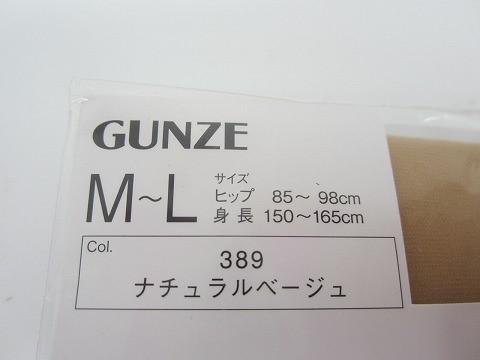 GUNZE
M~L
サイズ
ヒップ 85～ 98cm
身長 150～165cm
Col.
389
ナチュラルベージュ